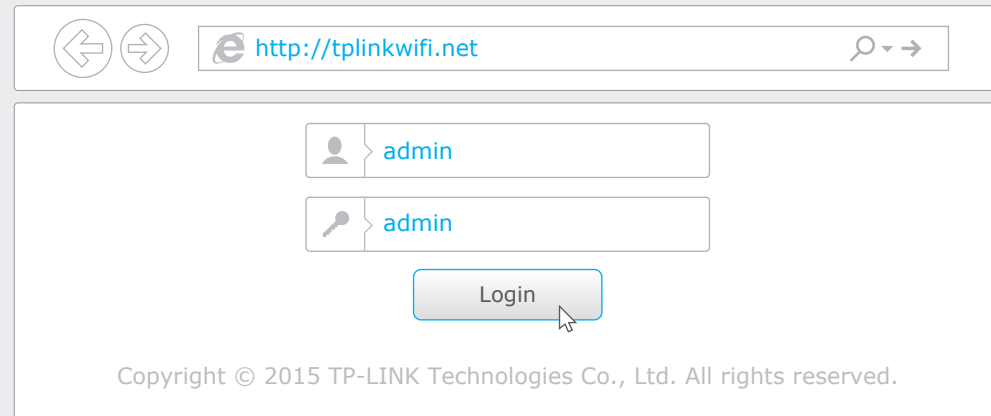 http://tplinkwifi.net
admin
admin
Login
Copyright © 2015 TP-LINK Technologies Co., Ltd. All rights reserved.